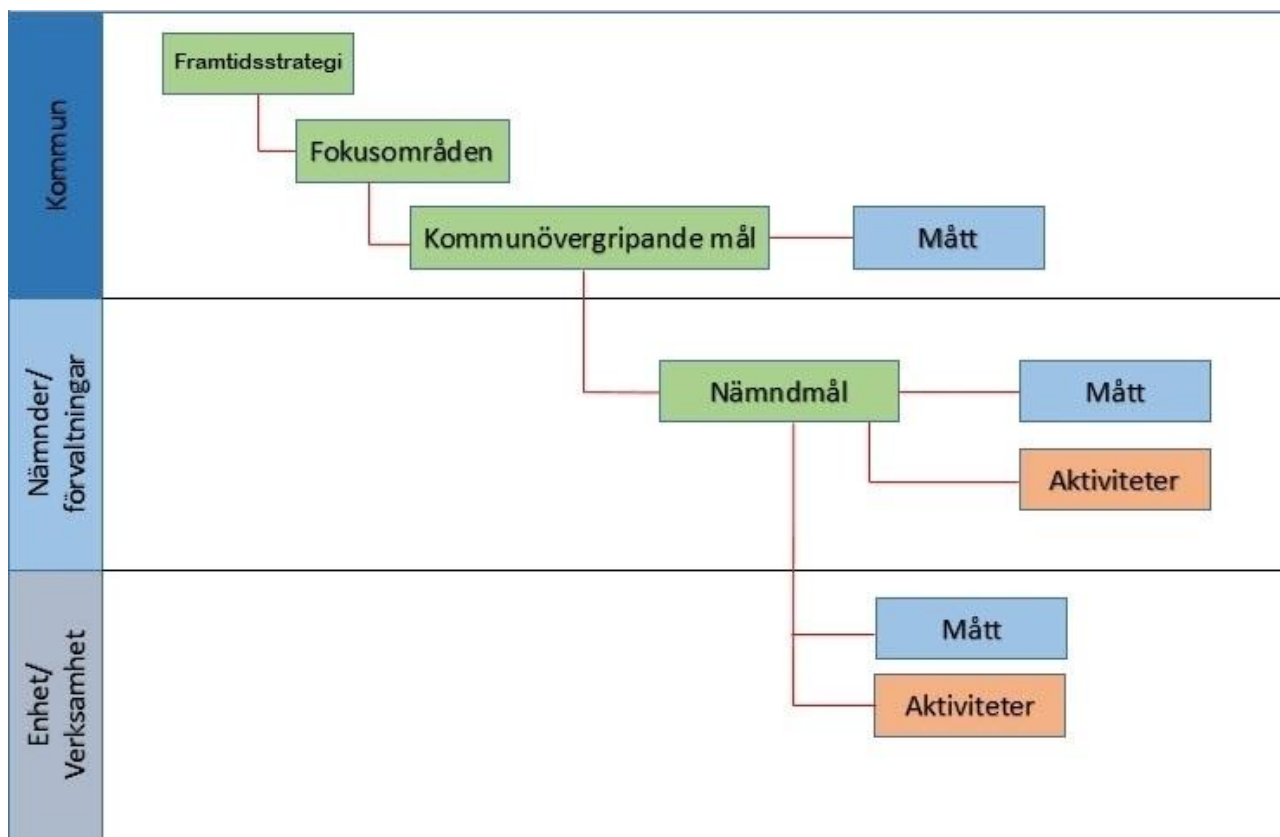 Kommun
Framtidsstrategi
Fokusområden
Kommunövergripande mål
Mått
Nämnder/
förvaltningar
Nämndmål
Mått
Aktiviteter
Enhet/
Verksamhet
Mått
Aktiviteter